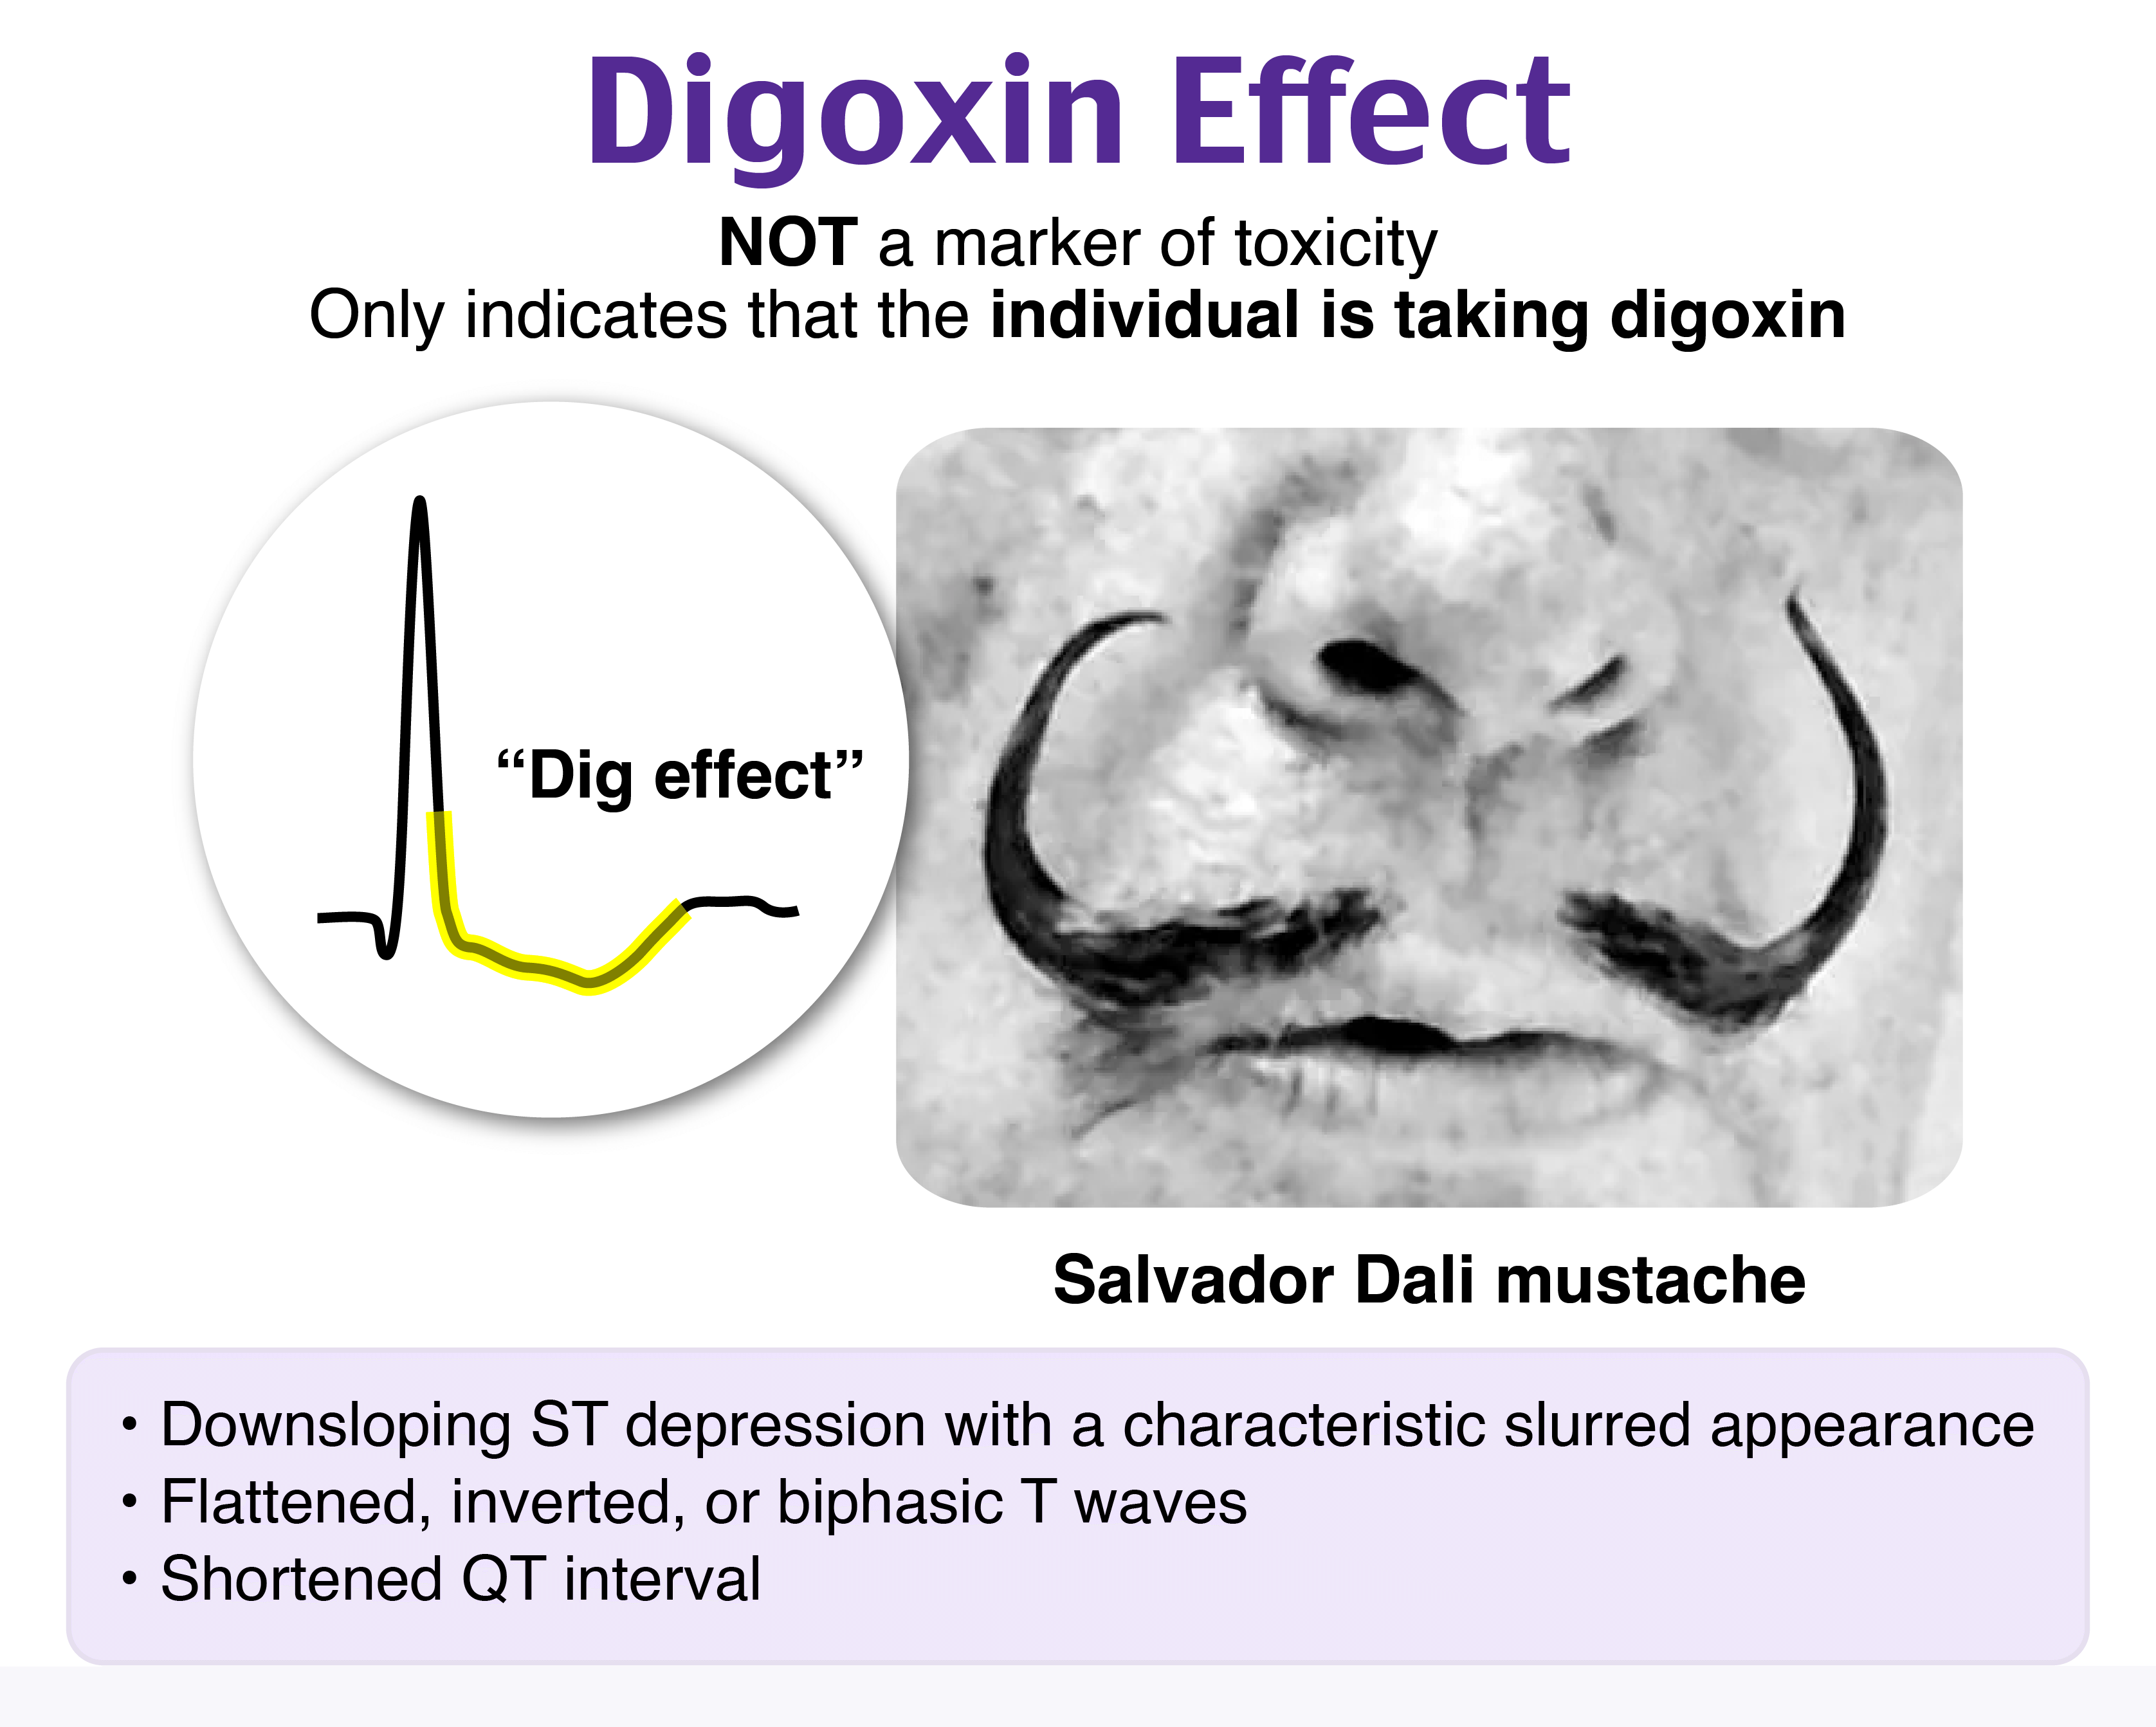 Digoxin Effect
NOT a marker of toxicity
Only indicates that the individual is taking digoxin
“Dig effect”
Salvador Dali mustache
• Downsloping ST depression with a characteristic slurred appearance
• Flattened, inverted, or biphasic T waves
• Shortened QT interval